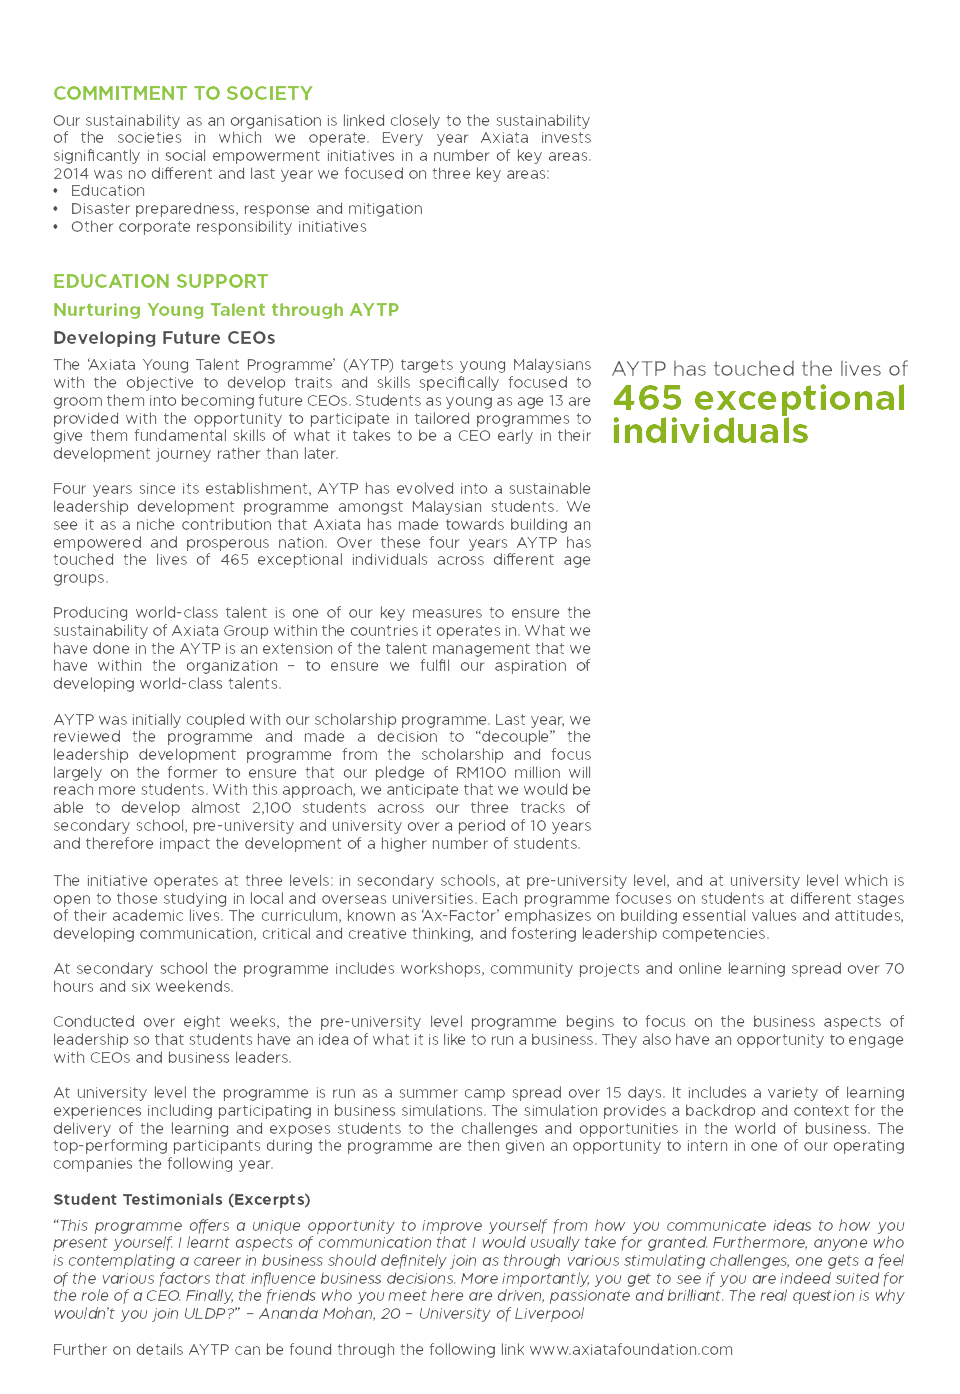 COMMITMENT TO SOCIETY
Our sustainability as an organisation is linked closely to the sustainability
of the societies in which we operate. Every year Axiata invests
significantly in social empowerment initiatives in a number of key areas.
2014 was no different and last year we focused on three key areas:
• Education
• Disaster preparedness, response and mitigation
• Other corporate responsibility initiatives
EDUCATION SUPPORT
Nurturing Young Talent through AYTP
Developing Future CEOs
The ‘Axiata Young Talent Programme’ (AYTP) targets young Malaysians
with the objective to develop traits and skills specifically focused to
groom them into becoming future CEOs. Students as young as age 13 are
provided with the opportunity to participate in tailored programmes to
give them fundamental skills of what it takes to be a CEO early in their
development journey rather than later.
AYTP has touched the lives of
465 exceptional
individuals
Four years since its establishment, AYTP has evolved into a sustainable
leadership development programme amongst Malaysian students. We
see it as a niche contribution that Axiata has made towards building an
empowered and prosperous nation. Over these four years AYTP has
touched the lives of 465 exceptional individuals across different age
groups.
Producing world-class talent is one of our key measures to ensure the
sustainability of Axiata Group within the countries it operates in. What we
have done in the AYTP is an extension of the talent management that we
have within the organization – to ensure we fulfil our aspiration of
developing world-class talents.
AYTP was initially coupled with our scholarship programme. Last year, we
reviewed the programme and made a decision to “decouple” the
leadership development programme from the scholarship and focus
largely on the former to ensure that our pledge of RM100 million will
reach more students. With this approach, we anticipate that we would be
able to develop almost 2,100 students across our three tracks of
secondary school, pre-university and university over a period of 10 years
and therefore impact the development of a higher number of students.
The initiative operates at three levels: in secondary schools, at pre-university level, and at university level which is
open to those studying in local and overseas universities. Each programme focuses on students at different stages
of their academic lives. The curriculum, known as ‘Ax-Factor’ emphasizes on building essential values and attitudes,
developing communication, critical and creative thinking, and fostering leadership competencies.
At secondary school the programme includes workshops, community projects and online learning spread over 70
hours and six weekends.
Conducted over eight weeks, the pre-university level programme begins to focus on the business aspects of
leadership so that students have an idea of what it is like to run a business. They also have an opportunity to engage
with CEOs and business leaders.
At university level the programme is run as a summer camp spread over 15 days. It includes a variety of learning
experiences including participating in business simulations. The simulation provides a backdrop and context for the
delivery of the learning and exposes students to the challenges and opportunities in the world of business. The
top-performing participants during the programme are then given an opportunity to intern in one of our operating
companies the following year.
Student Testimonials (Excerpts)
“This programme offers a unique opportunity to improve yourself from how you communicate ideas to how you
present yourself. I learnt aspects of communication that I would usually take for granted. Furthermore, anyone who
is contemplating a career in business should definitely join as through various stimulating challenges, one gets a feel
of the various factors that influence business decisions. More importantly, you get to see if you are indeed suited for
the role of a CEO. Finally, the friends who you meet here are driven, passionate and brilliant. The real question is why
wouldn’t you join ULDP?” – Ananda Mohan, 20 – University of Liverpool
Further on details AYTP can be found through the following link www.axiatafoundation.com